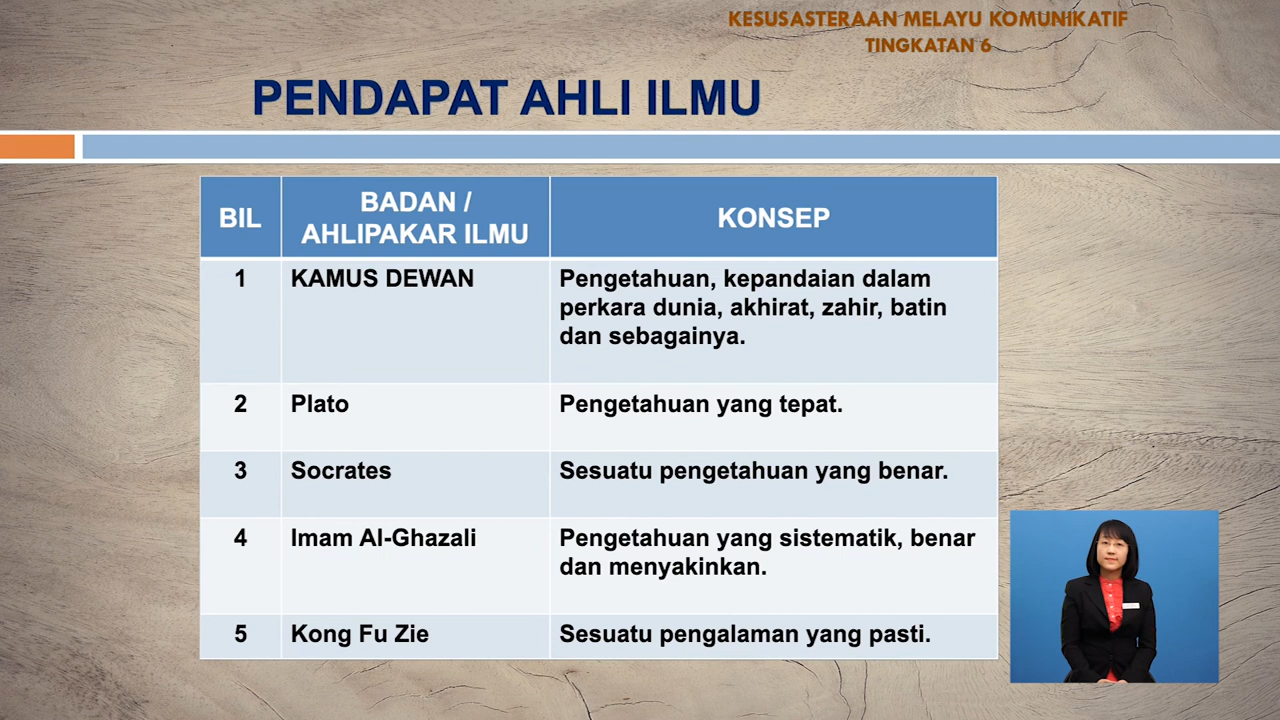 KESUSASTERAAN MELAYU KOMUNIKATIF
TINGKATAN 6
PENDAPAT AHLI ILMU
BIL
BADAN /
AHLIPAKAR ILMU
KONSEP
1
KAMUS DEWAN
Pengetahuan, kepandaian dalam
perkara dunia, akhirat, zahir, batin
dan sebagainya.
2
Plato
Pengetahuan yang tepat.
3
Socrates
Sesuatu pengetahuan yang benar.
4
Imam Al-Ghazali
Pengetahuan yang sistematik, benar
dan menyakinkan.
5
Kong Fu Zie
Sesuatu pengalaman yang pasti.